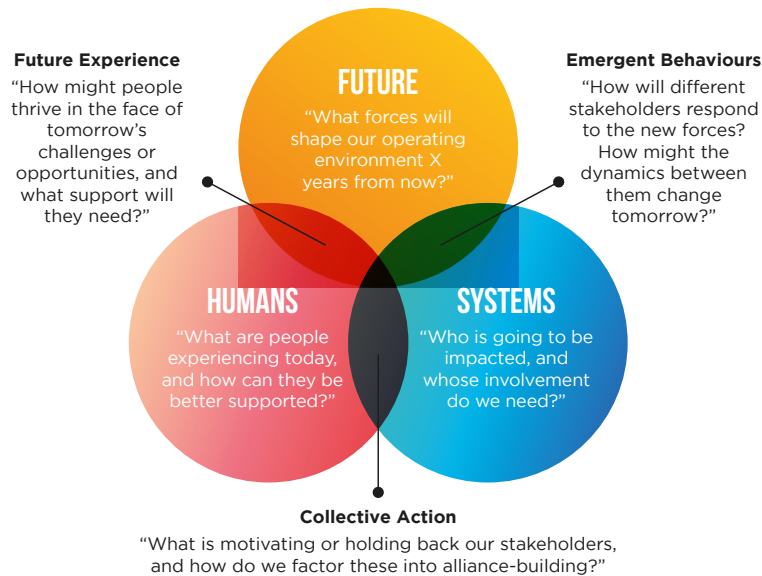 Future Experience
“How might people
thrive in the face of
tomorrow’s
challenges or
opportunities, and
what support will
they need?”
FUTURE
“What forces will
shape our operating
environment X
years from now?”
Emergent Behaviours
“How will different
stakeholders respond
to the new forces?
How might the
dynamics between
them change
tomorrow?”
HUMANS
“What are people
experiencing today,
and how can they be
better supported?”
SYSTEMS
“Who is going to be
impacted, and
whose involvement
do we need?”
Collective Action
“What is motivating or holding back our stakeholders,
and how do we factor these into alliance-building?”